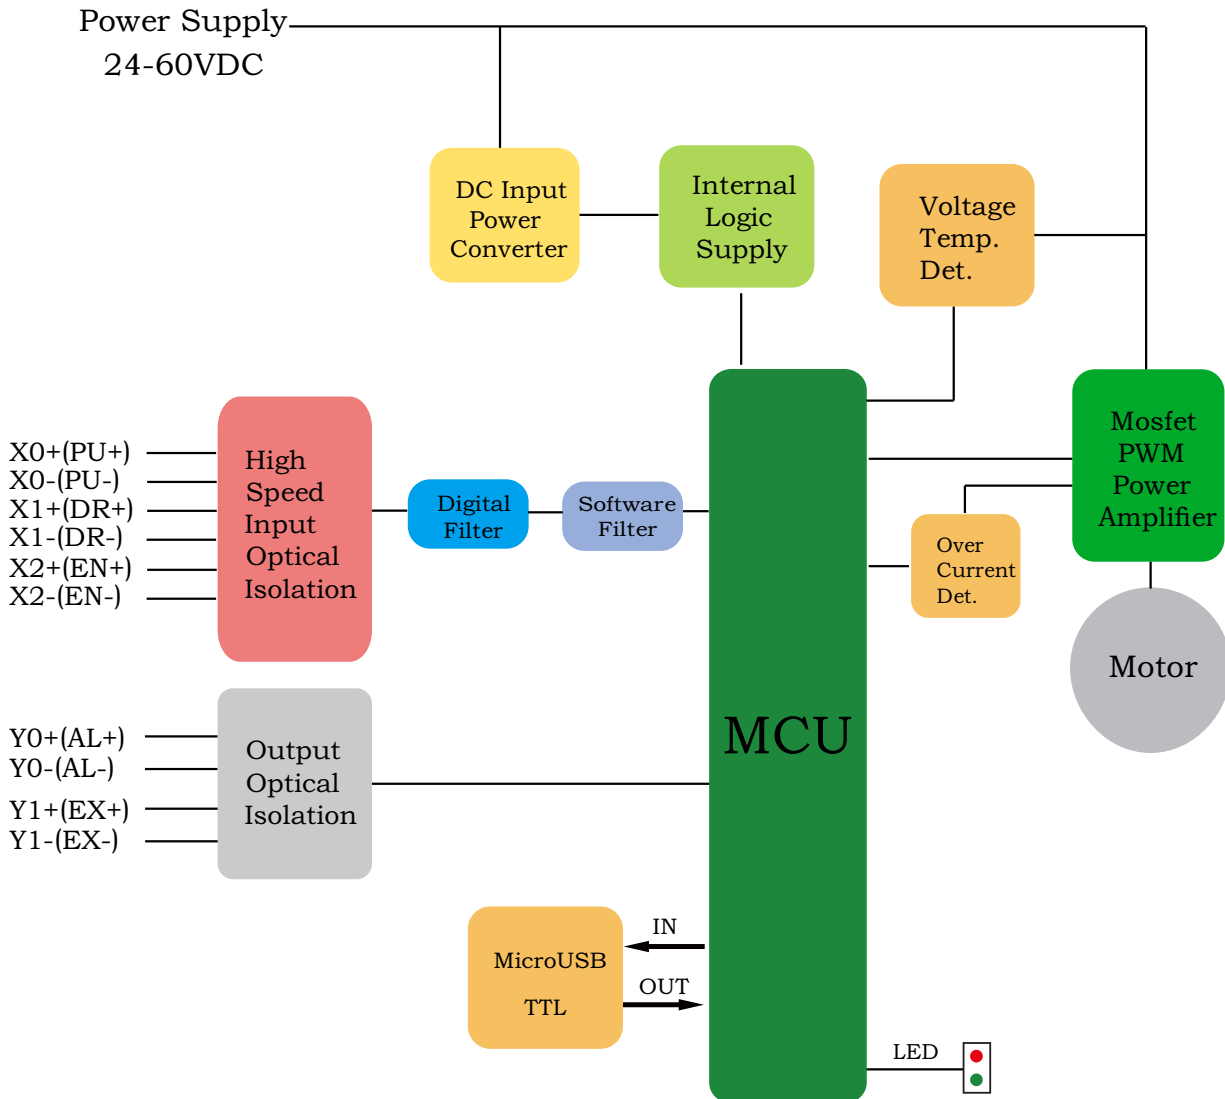 Power Supply
24-60VDC
DC Input
Power
Converter
Internal
Logic
Supply
Voltage
Temp.
Det.
X0+(PU+)
X0-(PU-)
X1+(DR+)
X1-(DR-)
X2+(EN+)
X2-(EN-)
High
Speed
Input
Optical
Isolation
Digital
Filter
Software
Filter
Mosfet
PWM
Power
Amplifier
Over
Current
Det.
Motor
MCU
Y0+(AL+)
Y0-(AL-)
Y1+(EX+)
Y1-(EX-)
Output
Optical
Isolation
MicroUSB
TTL
IN
OUT
LED